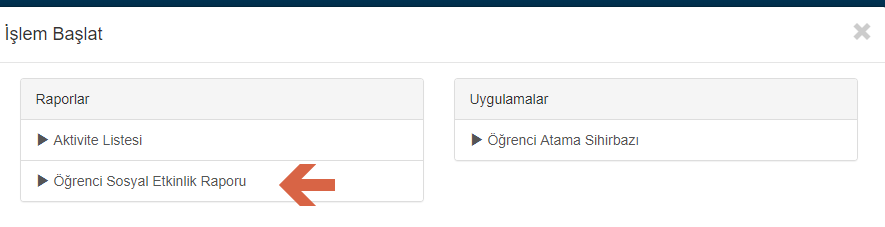 İşlem Başlat
Raporlar
Aktivite Listesi
Öğrenci Sosyal Etkinlik Raporu
Uygulamalar
Öğrenci Atama Sihirbazı